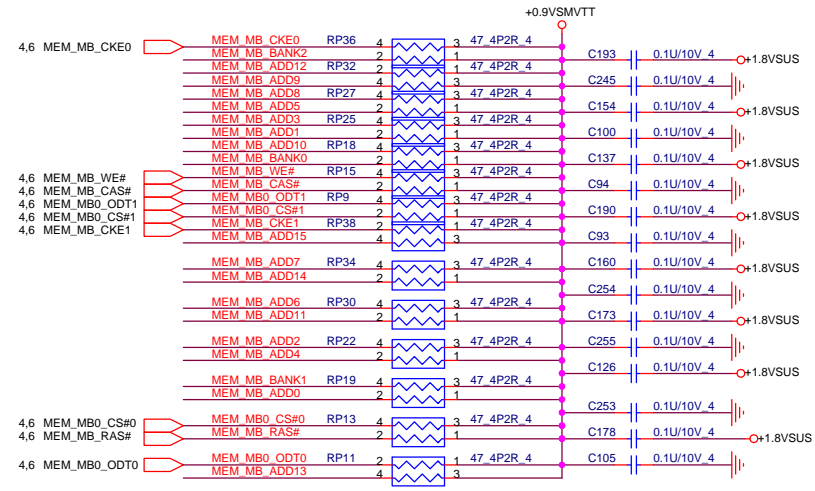 +0.9VSMVTT
4,6 MEM_MB_CKE0 MEM_MB_CKE0 RP36 4 3 47_4P2R_4
MEM_MB_BANK2 2 1 C193 0.1U/10V_4 +1.8VSUS
MEM_MB_ADD12 RP32 2 1 47_4P2R_4
MEM_MB_ADD9 4 3 C245 0.1U/10V_4
MEM_MB_ADD8 RP27 4 3 47_4P2R_4
MEM_MB_ADD5 2 1 C154 0.1U/10V_4 +1.8VSUS
MEM_MB_ADD3 RP25 4 3 47_4P2R_4
MEM_MB_ADD1 2 1 C100 0.1U/10V_4
MEM_MB_ADD10 RP18 4 3 47_4P2R_4
MEM_MB_BANK0 2 1 C137 0.1U/10V_4 +1.8VSUS
4,6 MEM_MB_WE# MEM_MB_WE# RP15 4 3 47_4P2R_4
4,6 MEM_MB_CAS# MEM_MB_CAS# 2 1 C94 0.1U/10V_4
4,6 MEM_MB0_ODT1 MEM_MB0_ODT1 RP9 4 3 47_4P2R_4
4,6 MEM_MB0_CS#1 MEM_MB0_CS#1 2 1 C190 0.1U/10V_4 +1.8VSUS
4,6 MEM_MB_CKE1 MEM_MB_CKE1 RP38 2 1 47_4P2R_4
MEM_MB_ADD15 4 3 C93 0.1U/10V_4
MEM_MB_ADD7 RP34 4 3 47_4P2R_4 C160 0.1U/10V_4 +1.8VSUS
MEM_MB_ADD14 2 1
C254 0.1U/10V_4
MEM_MB_ADD6 RP30 4 3 47_4P2R_4
MEM_MB_ADD11 2 1 C173 0.1U/10V_4 +1.8VSUS
MEM_MB_ADD2 RP22 4 3 47_4P2R_4 C255 0.1U/10V_4
MEM_MB_ADD4 2 1
C126 0.1U/10V_4 +1.8VSUS
MEM_MB_BANK1 RP19 4 3 47_4P2R_4
MEM_MB_ADD0 2 1
C253 0.1U/10V_4
4,6 MEM_MB0_CS#0 MEM_MB0_CS#0 RP13 4 3 47_4P2R_4
4,6 MEM_MB_RAS# MEM_MB_RAS# 2 1 C178 0.1U/10V_4 +1.8VSUS
4,6 MEM_MB0_ODT0 MEM_MB0_ODT0 RP11 2 1 47_4P2R_4 C105 0.1U/10V_4
MEM_MB_ADD13 4 3